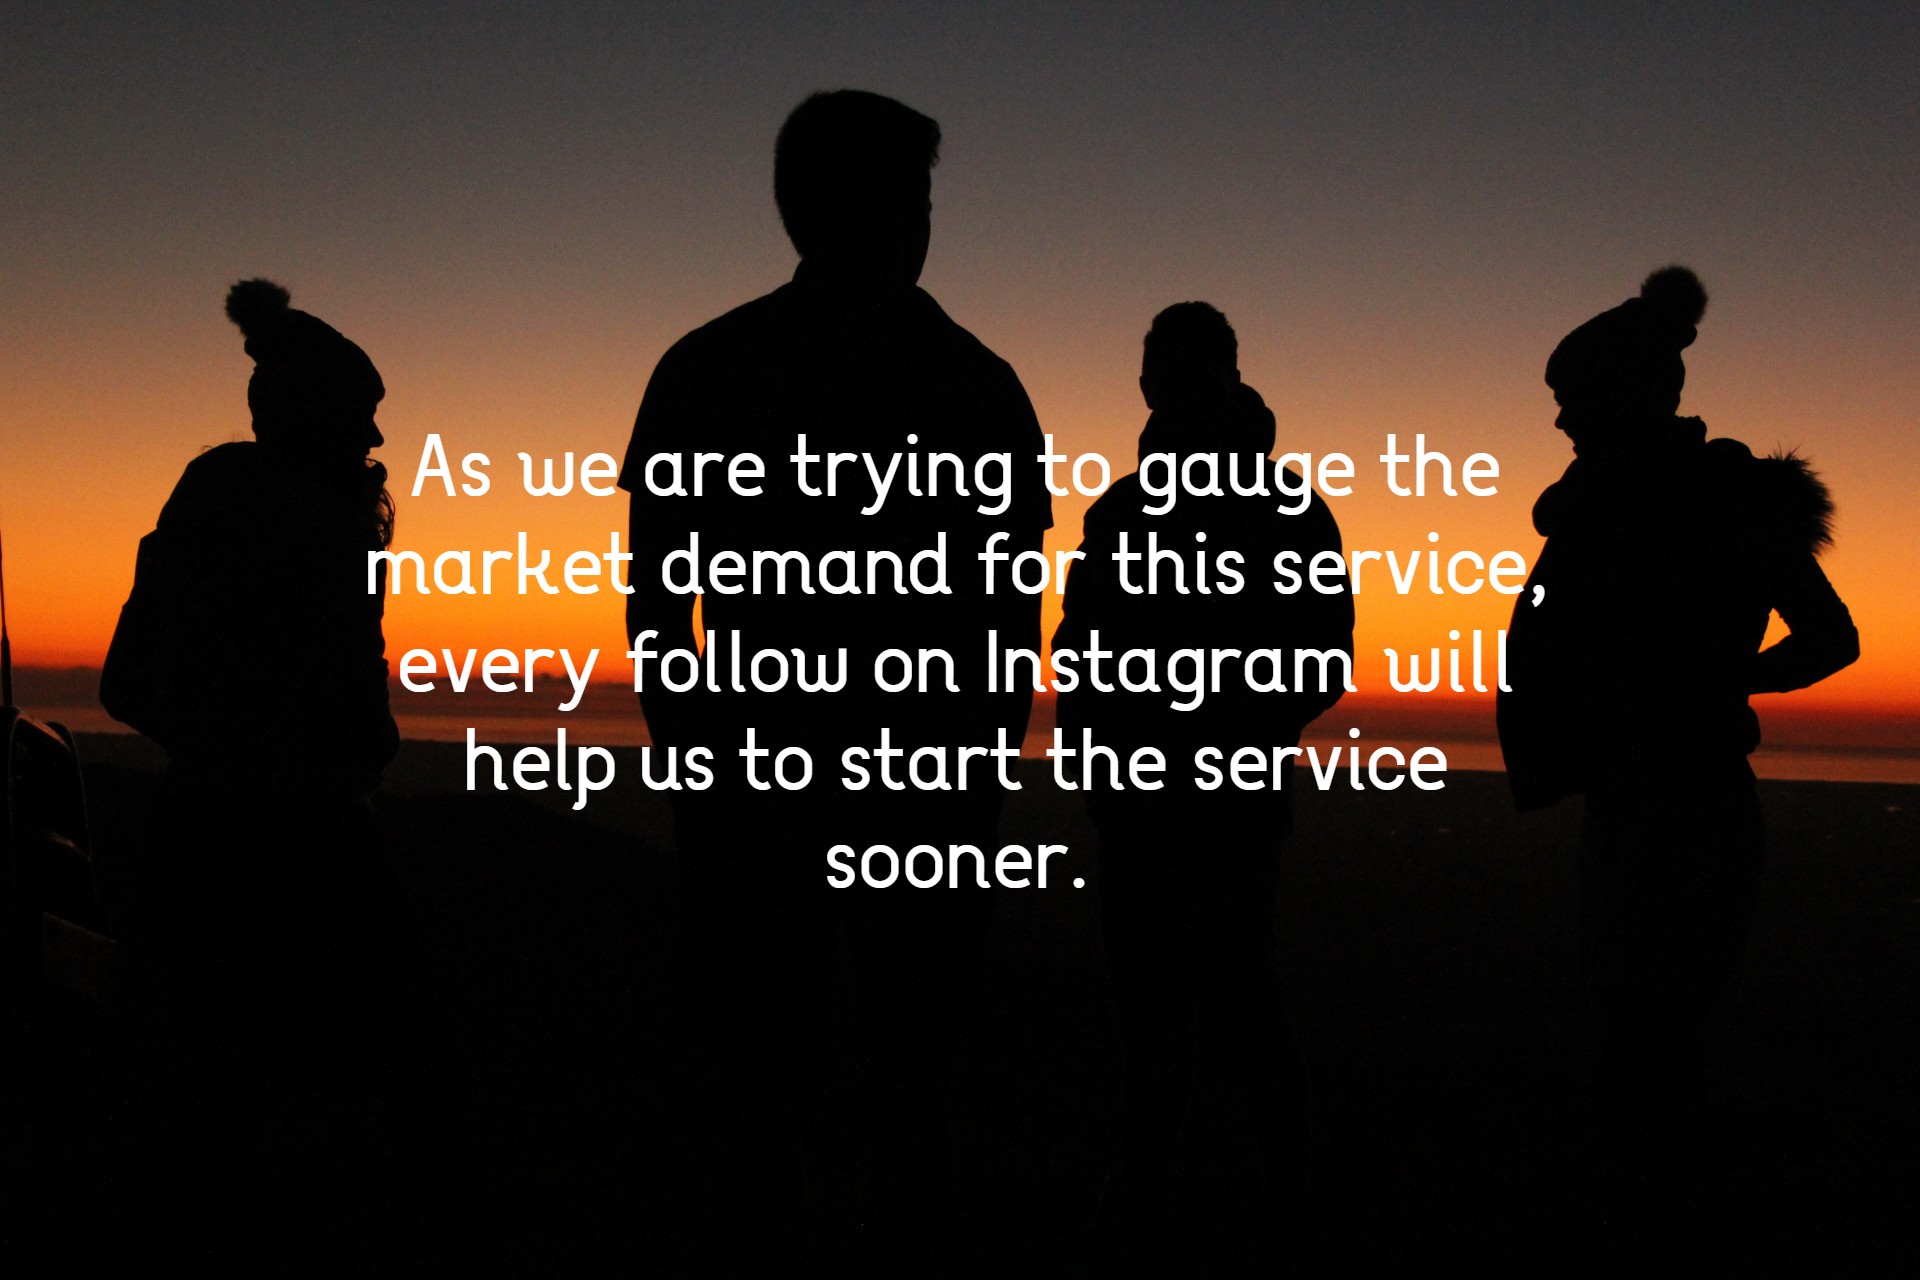 As we are trying to gauge the
market demand for this service,
every follow on Instagram will
help us to start the service
sooner.